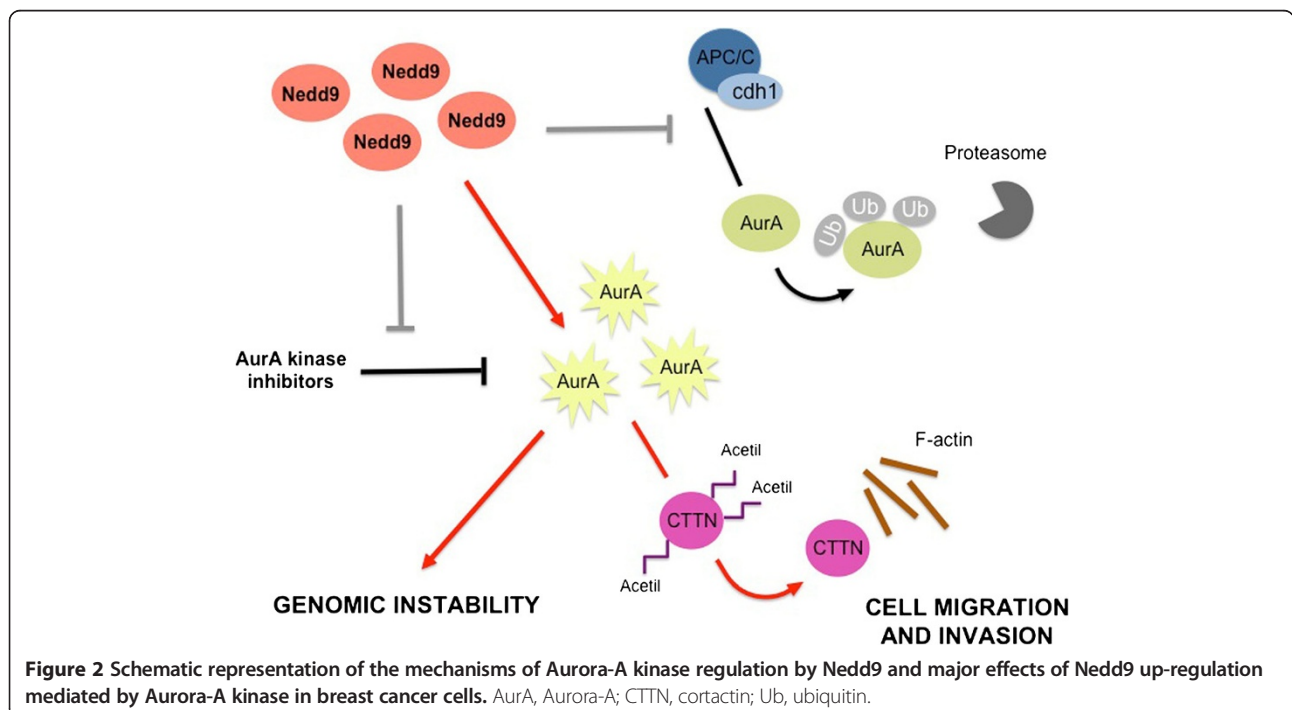 Nedd9
Nedd9
Nedd9
Nedd9
APC/C
cdh1
Proteasome
AurA
Ub
Ub
Ub
AurA
AurA
AurA
AurA
AurA kinase
inhibitors
Acetil
Acetil
Acetil
CTTN
F-actin
CTTN
GENOMIC INSTABILITY
CELL MIGRATION
AND INVASION
Figure 2 Schematic representation of the mechanisms of Aurora-A kinase regulation by Nedd9 and major effects of Nedd9 up-regulation
mediated by Aurora-A kinase in breast cancer cells. AurA, Aurora-A; CTTN, cortactin; Ub, ubiquitin.